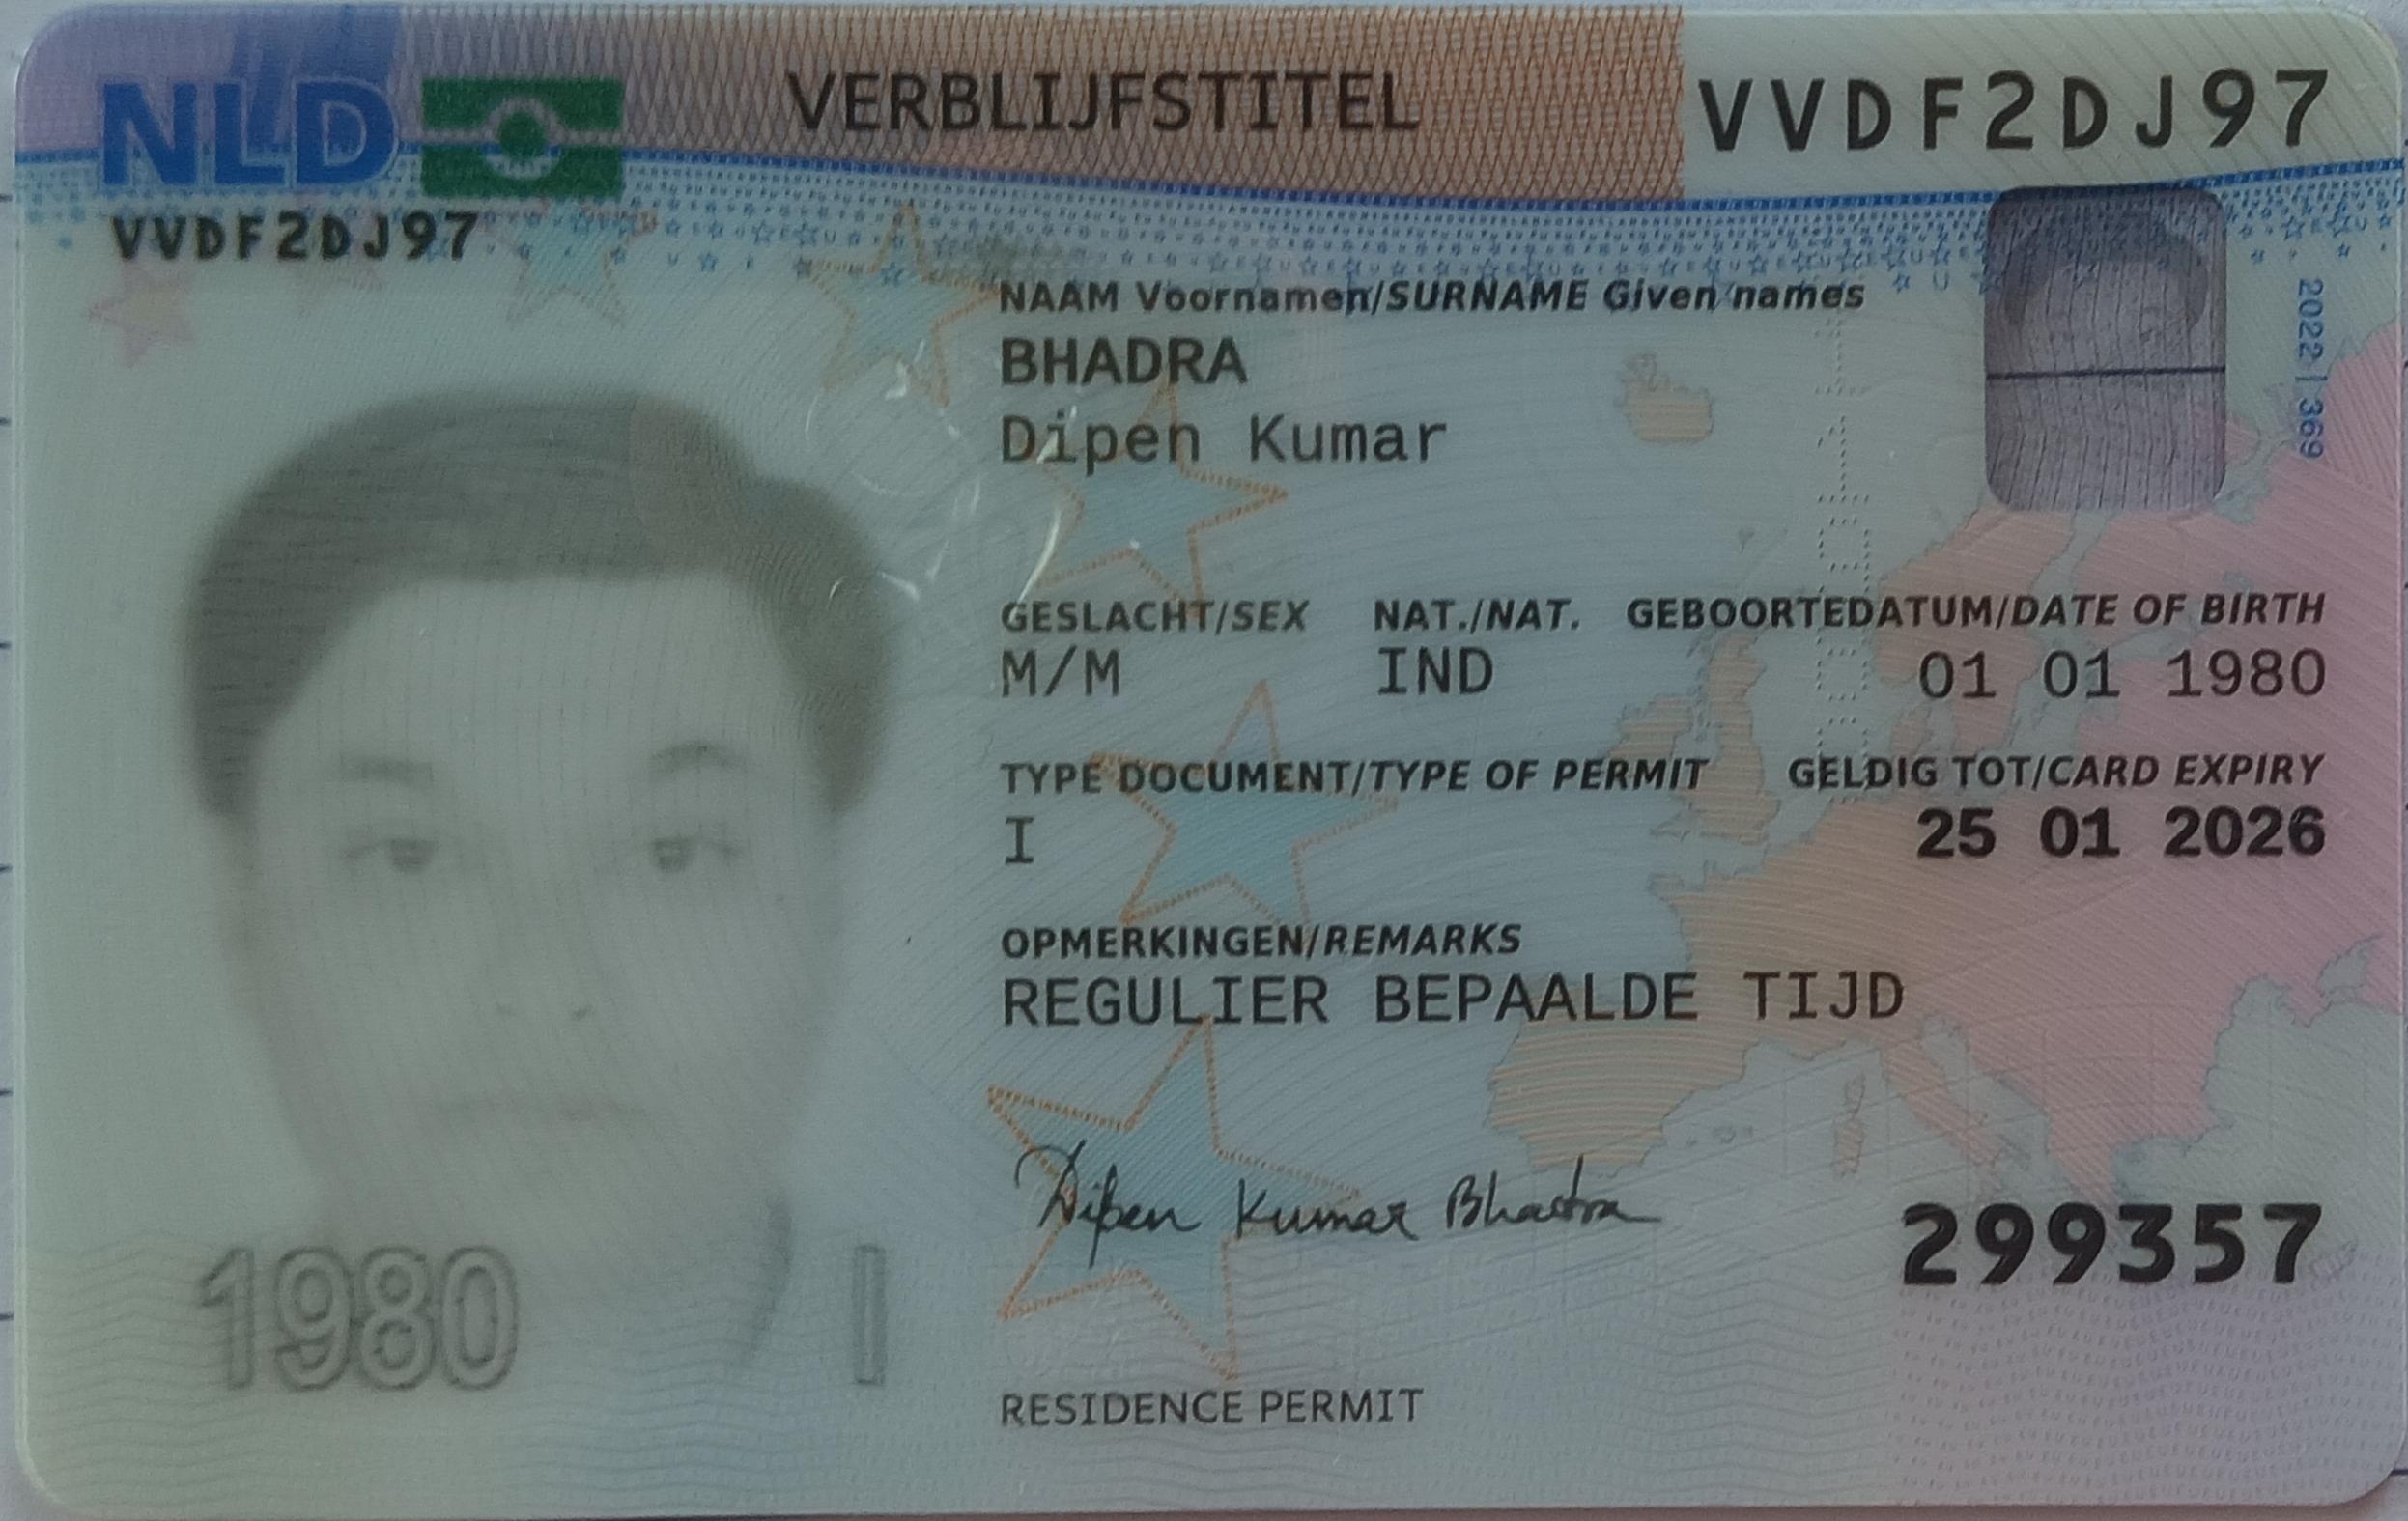 NLD
VERBLIJFSTITEL
VVDF2DJ97
VVDF2DJ97
NAAM Voornamen/SURNAME Given names
BHADRA
Dipen Kumar
2022 | 369
GESLACHT/SEX NAT./NAT. GEBOORTEDATUM/DATE OF BIRTH
M/M IND 01 01 1980
TYPE DOCUMENT/TYPE OF PERMIT GELDIG TOT/CARD EXPIRY
I 25 01 2026
OPMERKINGEN/REMARKS
REGULIER BEPAALDE TIJD
Dipen Kumar Bhadra
299357
1980 I
RESIDENCE PERMIT